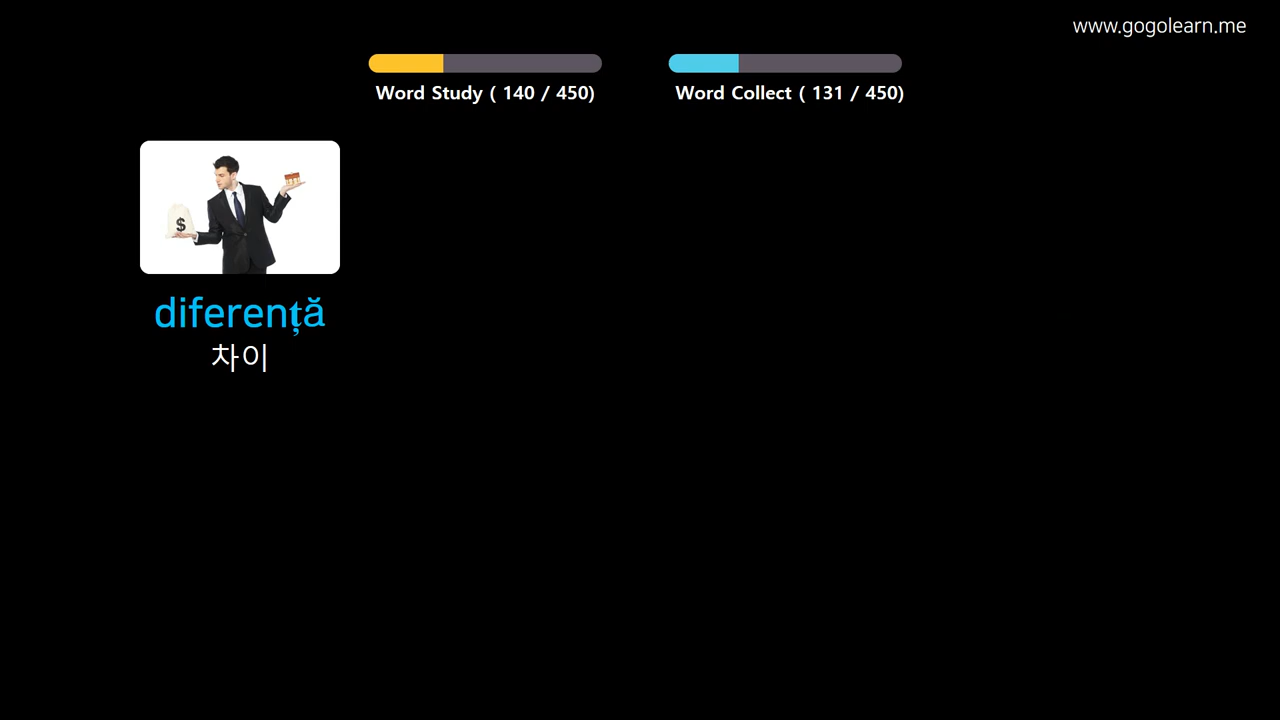 www.gogolearn.me
Word Study ( 140 / 450)
Word Collect ( 131 / 450)
$
diferență
차이